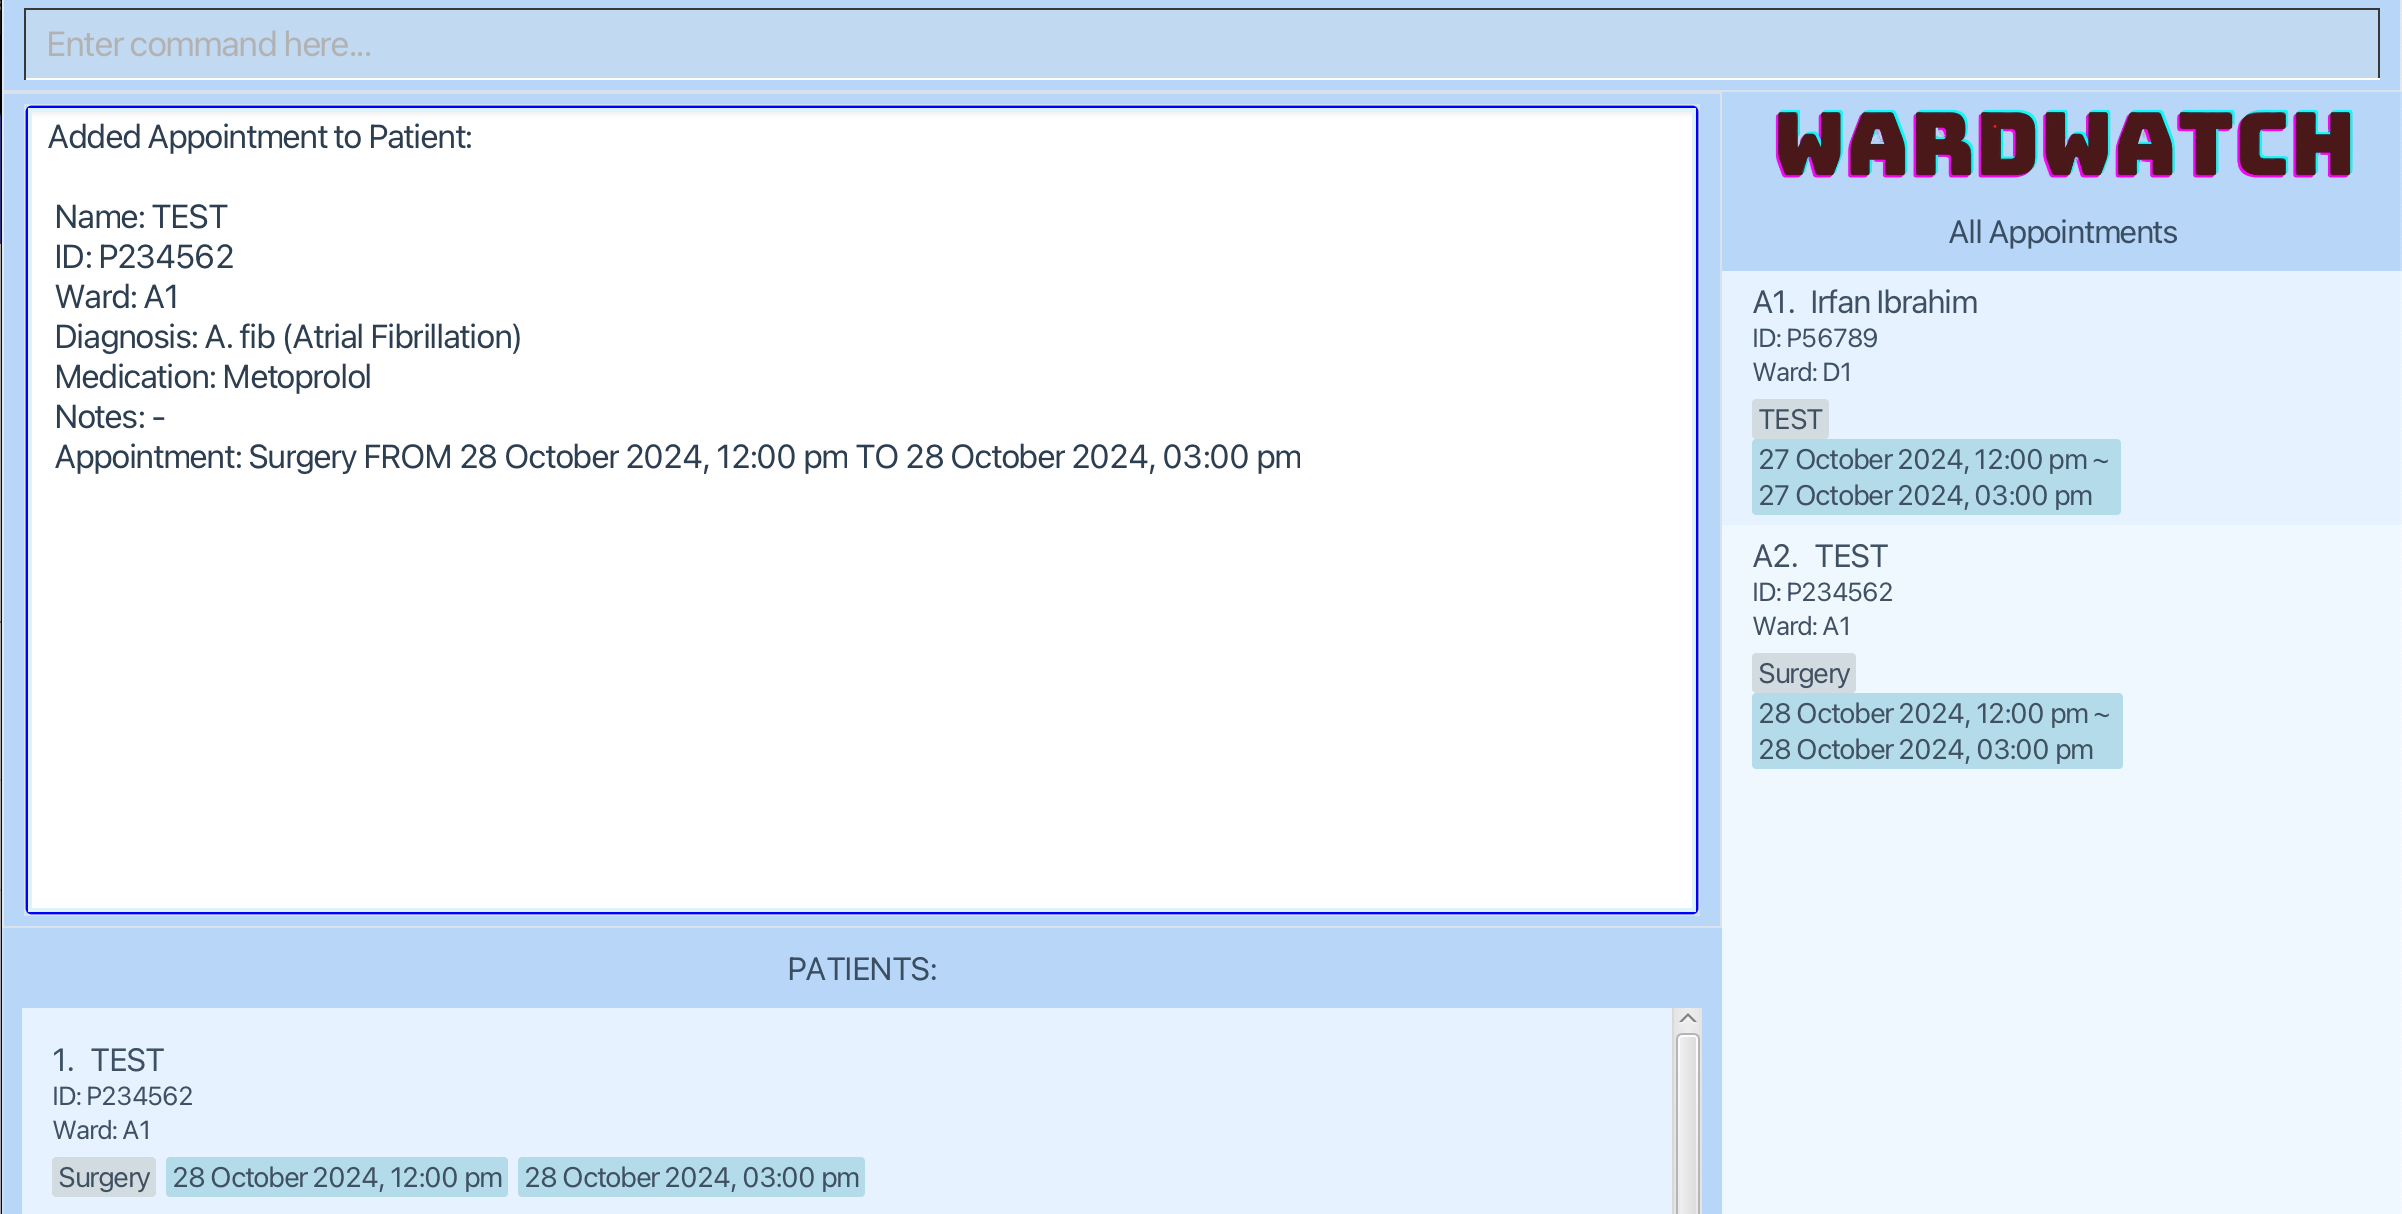 Enter command here...
Added Appointment to Patient:
Name: TEST
ID: P234562
Ward: A1
Diagnosis: A. fib (Atrial Fibrillation)
Medication: Metoprolol
Notes: -
Appointment: Surgery FROM 28 October 2024, 12:00 pm TO 28 October 2024, 03:00 pm
PATIENTS:
1. TEST
ID: P234562
Ward: A1
Surgery 28 October 2024, 12:00 pm 28 October 2024, 03:00 pm
WARDWATCH
All Appointments
A1. Irfan Ibrahim
ID: P56789
Ward: D1
TEST
27 October 2024, 12:00 pm ~
27 October 2024, 03:00 pm
A2. TEST
ID: P234562
Ward: A1
Surgery
28 October 2024, 12:00 pm ~
28 October 2024, 03:00 pm